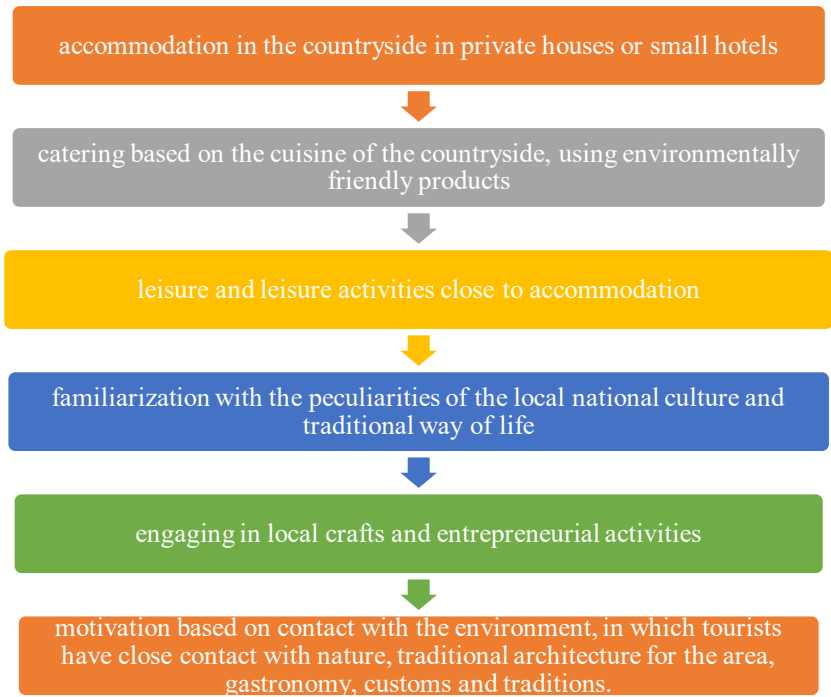 accommodation in the countryside in private houses or small hotels
catering based on the cuisine of the countryside, using environmentally
friendly products
leisure and leisure activities close to accommodation
familiarization with the peculiarities of the local national culture and
traditional way of life
engaging in local crafts and entrepreneurial activities
motivation based on contact with the environment, in which tourists
have close contact with nature, traditional architecture for the area,
gastronomy, customs and traditions.